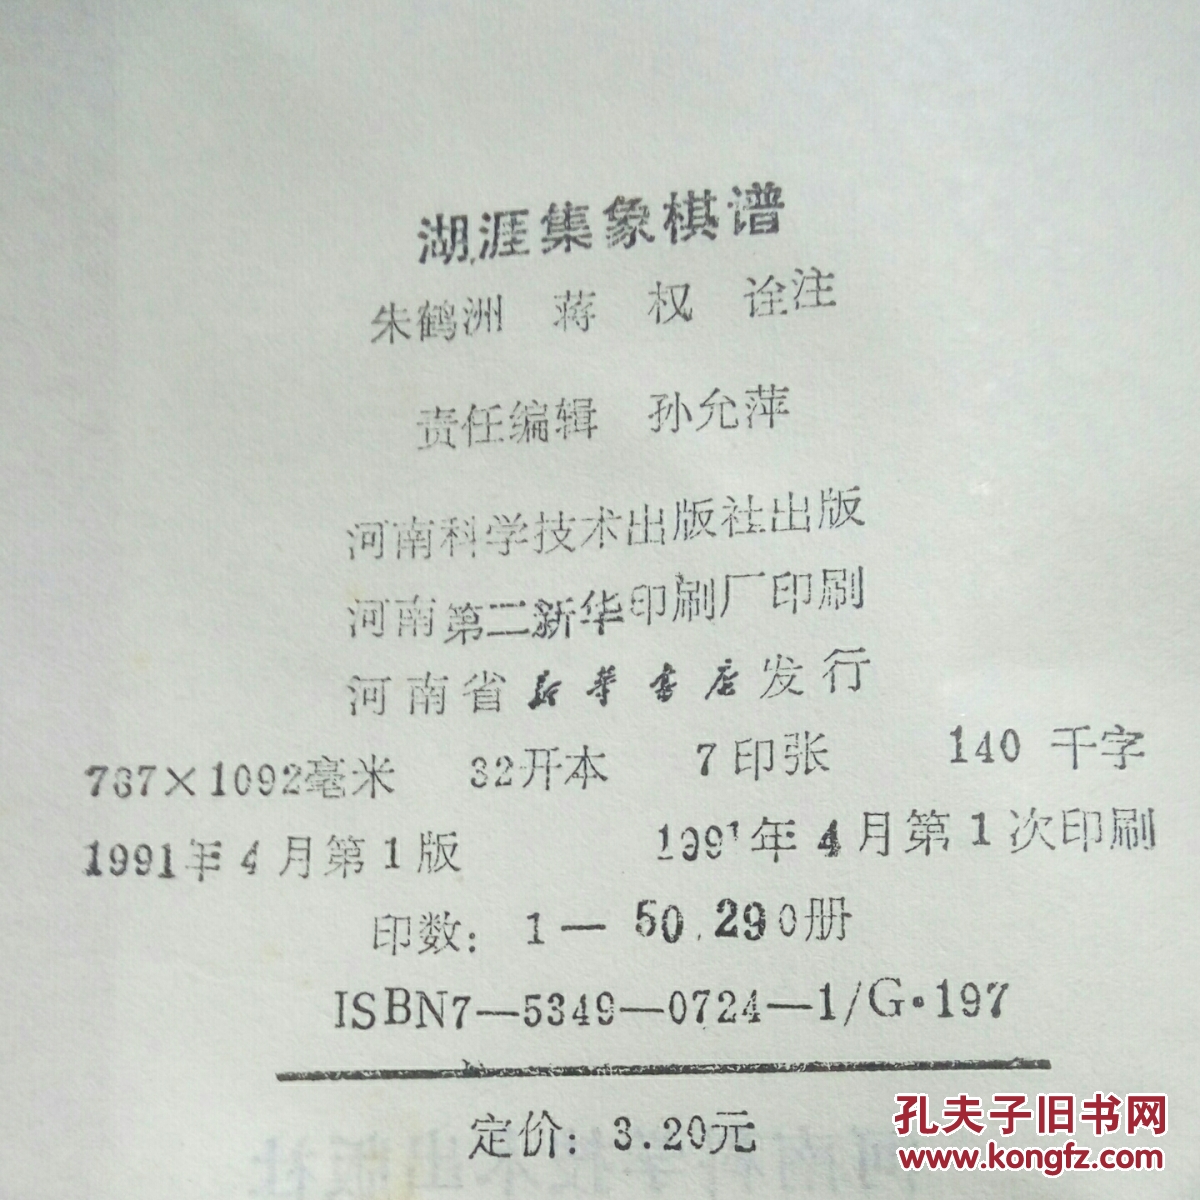 湖涯集象棋谱
朱鹤洲 蒋 权 诠注
责任编辑 孙允萍
河南科学技术出版社出版
河南第二新华印刷厂印刷
河南省新华书店发行
787×1092毫米 32开本 7印张 140 千字
1991年4月第1版 1991年4月第1次印刷
印数：1—50,290册
ISBN7—5349—0724—1/G·197
定价：3.20元
孔夫子旧书网
www.kongfz.com